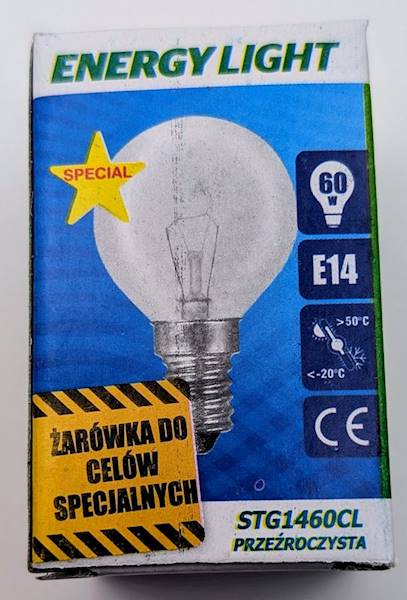 ENERGY LIGHT
SPECIAL
60
W
E14
>50°C
<-20°C
CE
ŻARÓWKA DO
CELÓW
SPECJALNYCH
STG1460CL
PRZEŹROCZYSTA